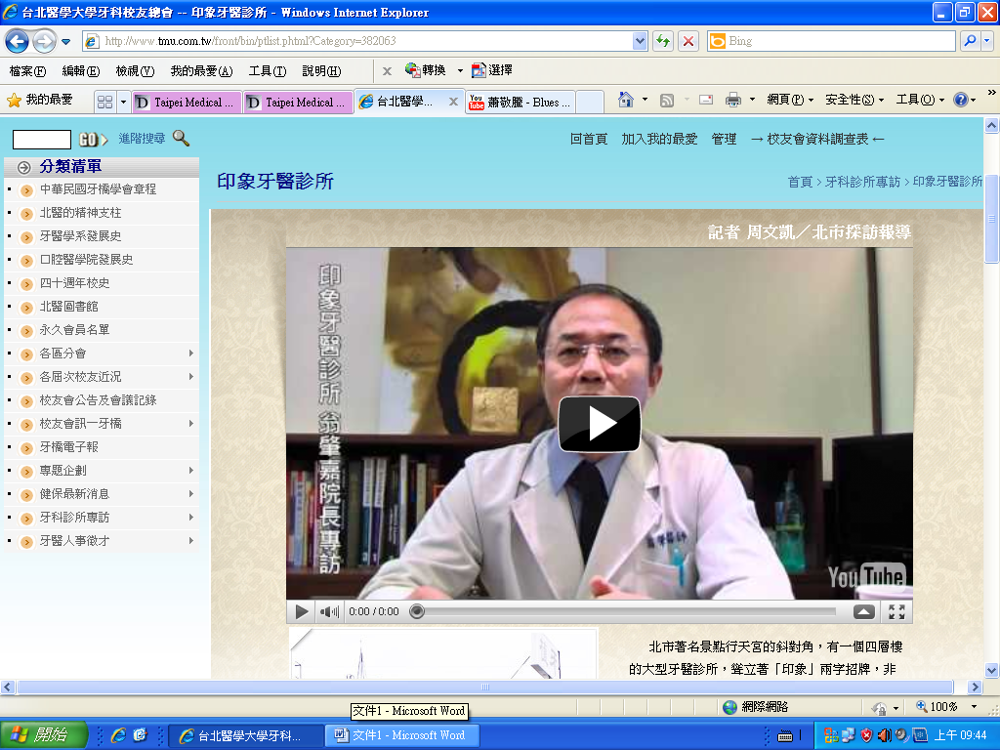 台北醫學大學牙科校友總會 -- 印象牙醫診所 - Windows Internet Explorer
http://www.tmu.com.tw/front/bin/ptlist.phtml?Category=382063
Bing
檔案(F) 編輯(E) 檢視(V) 我的最愛(A) 工具(T) 說明(H)
轉換 選擇
我的最愛
Taipei Medical ...
Taipei Medical ...
台北醫學...
蕭敬騰 - Blues ...
網頁(P) 安全性(S) 工具(O)
GO 進階搜尋
回首頁 加入我的最愛 管理 →校友會資料調查表←
分類清單
中華民國牙橋學會章程
北醫的精神支柱
牙醫學系發展史
口腔醫學院發展史
四十週年校史
北醫圖書館
永久會員名單
各區分會
各屆次校友近況
校友會公告及會議記錄
校友會訊─牙橋
牙橋電子報
專題企劃
健保最新消息
牙科診所專訪
牙醫人事徵才
印象牙醫診所
首頁 > 牙科診所專訪 > 印象牙醫診所
記者 周文凱／北市採訪報導
印象牙醫診所 翁肇嘉院長專訪
YouTube
0:00 / 0:00
北市著名景點行天宮的斜對角，有一個四層樓
的大型牙醫診所，聳立著「印象」兩字招牌，非
網際網路
100%
文件1 - Microsoft Word
開始
台北醫學大學牙科...
文件1 - Microsoft Word
上午 09:44